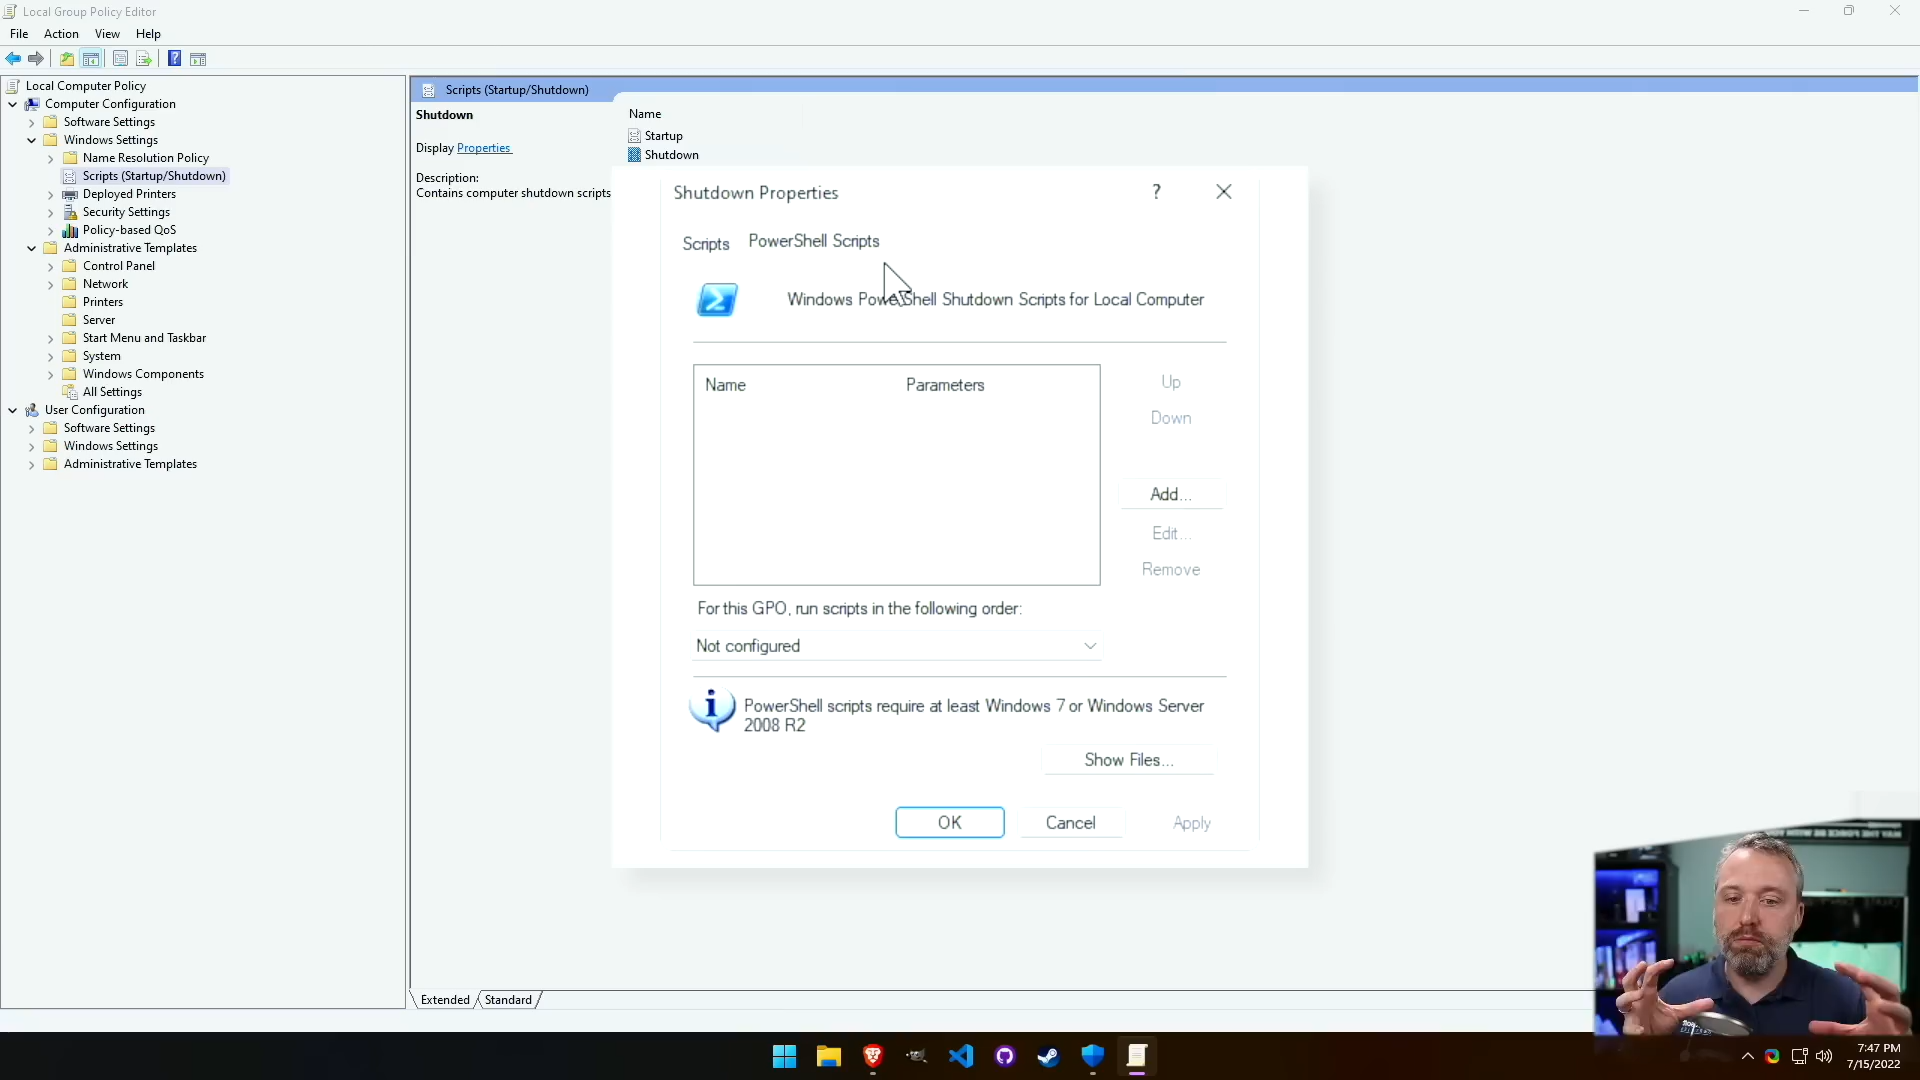 Local Group Policy Editor
File Action View Help
Local Computer Policy
Computer Configuration
Software Settings
Windows Settings
Name Resolution Policy
Scripts (Startup/Shutdown)
Deployed Printers
Security Settings
Policy-based QoS
Administrative Templates
Control Panel
Network
Printers
Server
Start Menu and Taskbar
System
Windows Components
All Settings
User Configuration
Software Settings
Windows Settings
Administrative Templates
Scripts (Startup/Shutdown)
Shutdown
Display Properties
Description:
Contains computer shutdown scripts
Name
Startup
Shutdown
Shutdown Properties
?
Scripts PowerShell Scripts
Windows PowerShell Shutdown Scripts for Local Computer
Name Parameters
Up
Down
Add...
Edit...
Remove
For this GPO, run scripts in the following order:
Not configured
PowerShell scripts require at least Windows 7 or Windows Server
2008 R2
Show Files...
OK Cancel Apply
Extended Standard
7:47 PM
7/15/2022